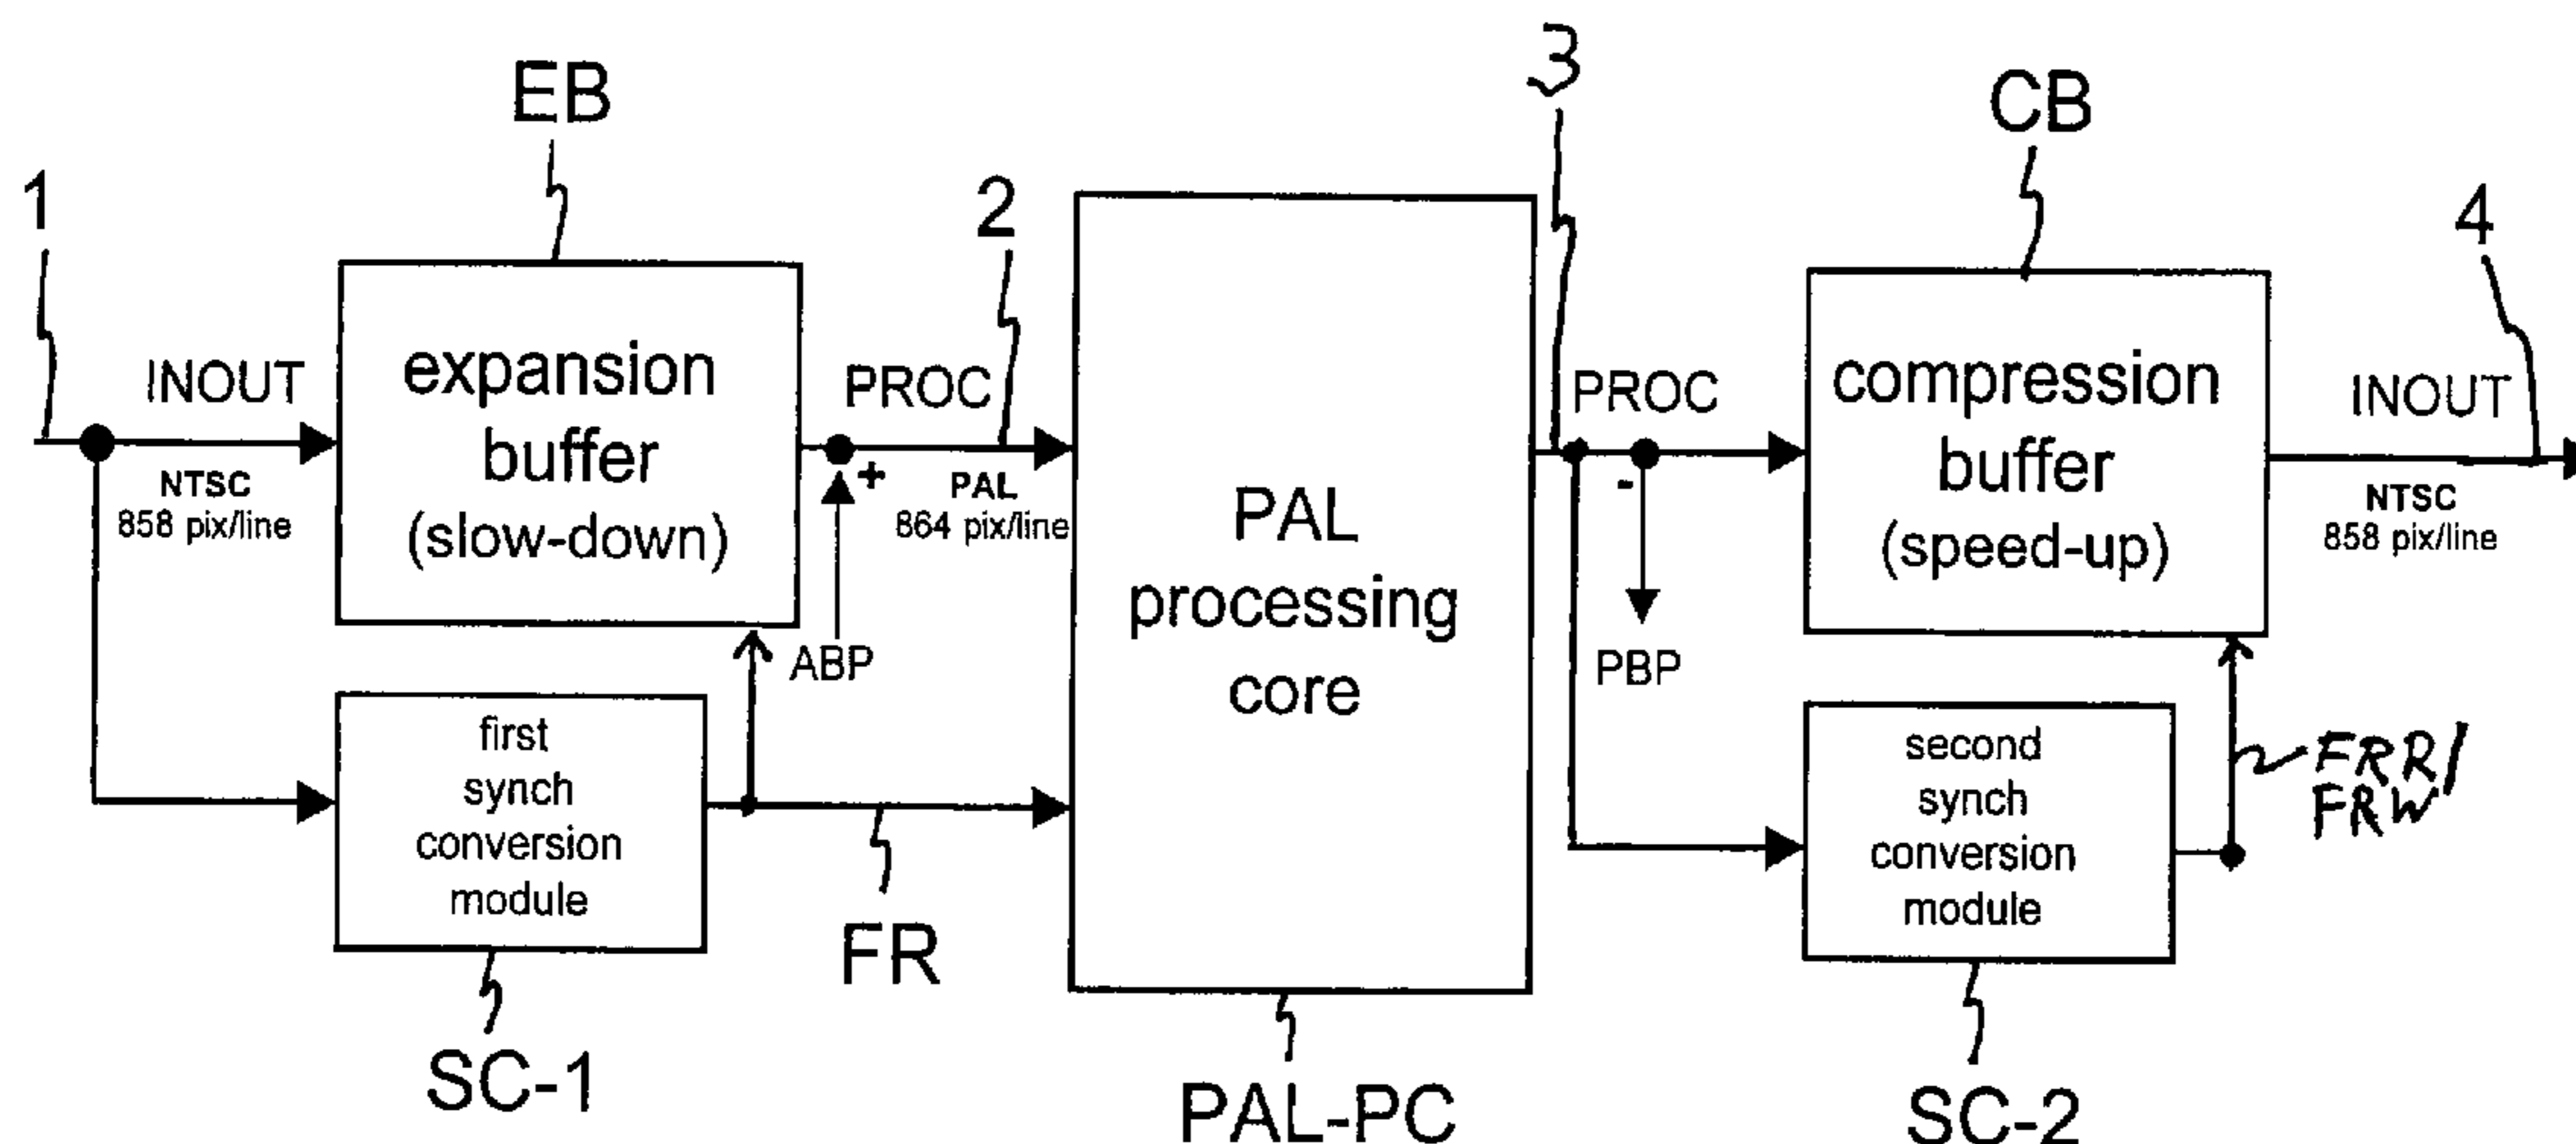 3
EB
CB
1
2
4
INOUT
NTSC
858 pix/line
expansion
buffer
(slow-down)
PROC
+
PAL
864 pix/line
ABP
PAL
processing
core
PROC
-
PBP
compression
buffer
(speed-up)
INOUT
NTSC
858 pix/line
first
synch
conversion
module
FR
second
synch
conversion
module
FRR/
FRW
SC-1
PAL-PC
SC-2